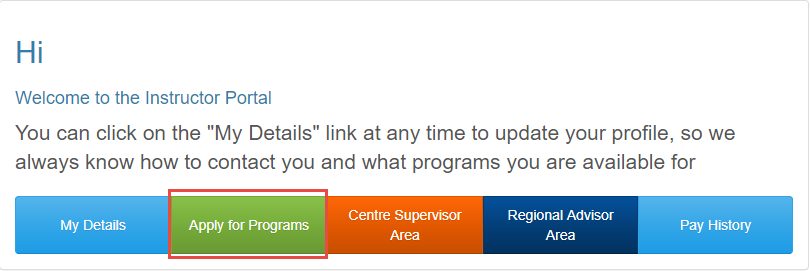 Hi
Welcome to the Instructor Portal
You can click on the "My Details" link at any time to update your profile, so we
always know how to contact you and what programs you are available for
My Details
Apply for Programs
Centre Supervisor
Area
Regional Advisor
Area
Pay History